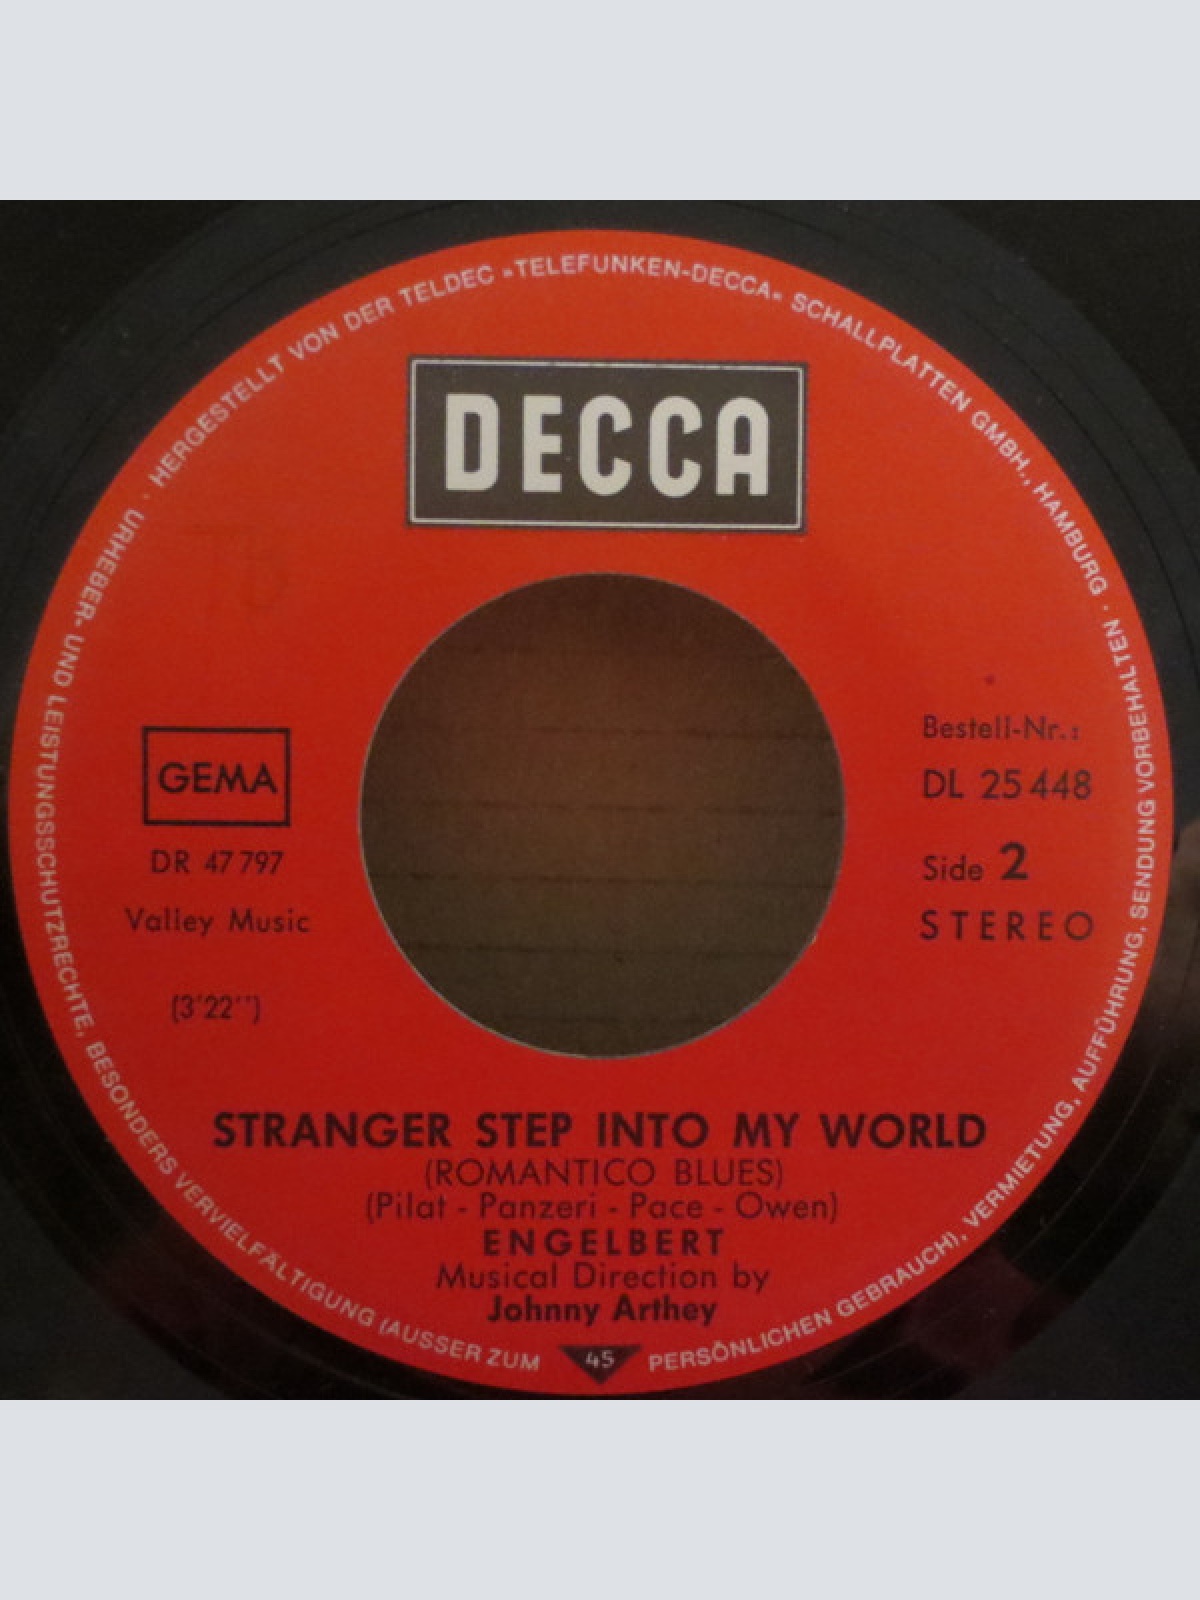 HERGESTELLT VON DER TELDEC »TELEFUNKEN-DECCA« SCHALLPLATTEN GMBH., HAMBURG · URHEBER- UND LEISTUNGSSCHUTZRECHTE, BESONDERS VERVIELFÄLTIGUNG (AUSSER ZUM PERSÖNLICHEN GEBRAUCH), VERMIETUNG, AUFFÜHRUNG, SENDUNG VORBEHALTEN ·
DECCA
GEMA
DR 47 797
Valley Music
(3'22'')
Bestell-Nr.:
DL 25 448
Side 2
STEREO
STRANGER STEP INTO MY WORLD
(ROMANTICO BLUES)
(Pilat - Panzeri - Pace - Owen)
ENGELBERT
Musical Direction by
Johnny Arthey
45